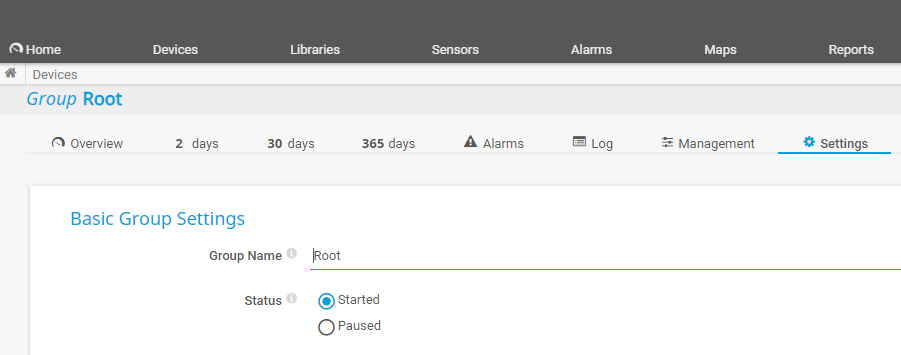 Home Devices Libraries Sensors Alarms Maps Reports
Devices
Group Root
Overview 2 days 30 days 365 days Alarms Log Management Settings
Basic Group Settings
Group Name Root
Status Started
Paused